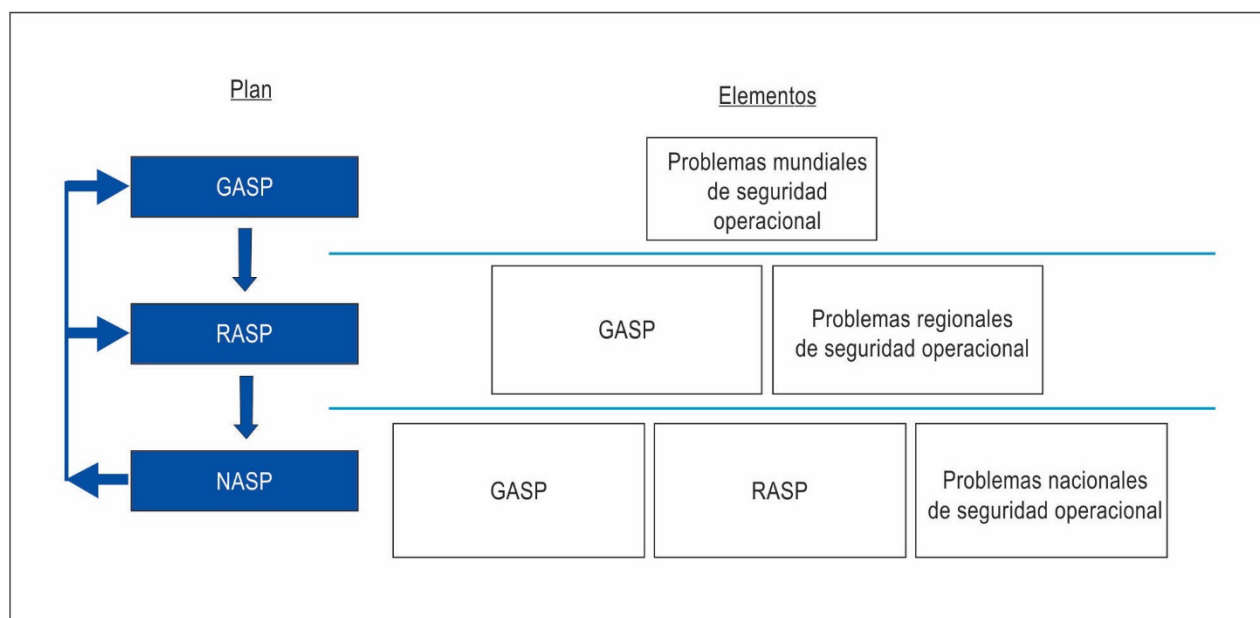 Plan
Elementos
GASP
Problemas mundiales
de seguridad
operacional
RASP
GASP
Problemas regionales
de seguridad operacional
NASP
GASP
RASP
Problemas nacionales
de seguridad operacional